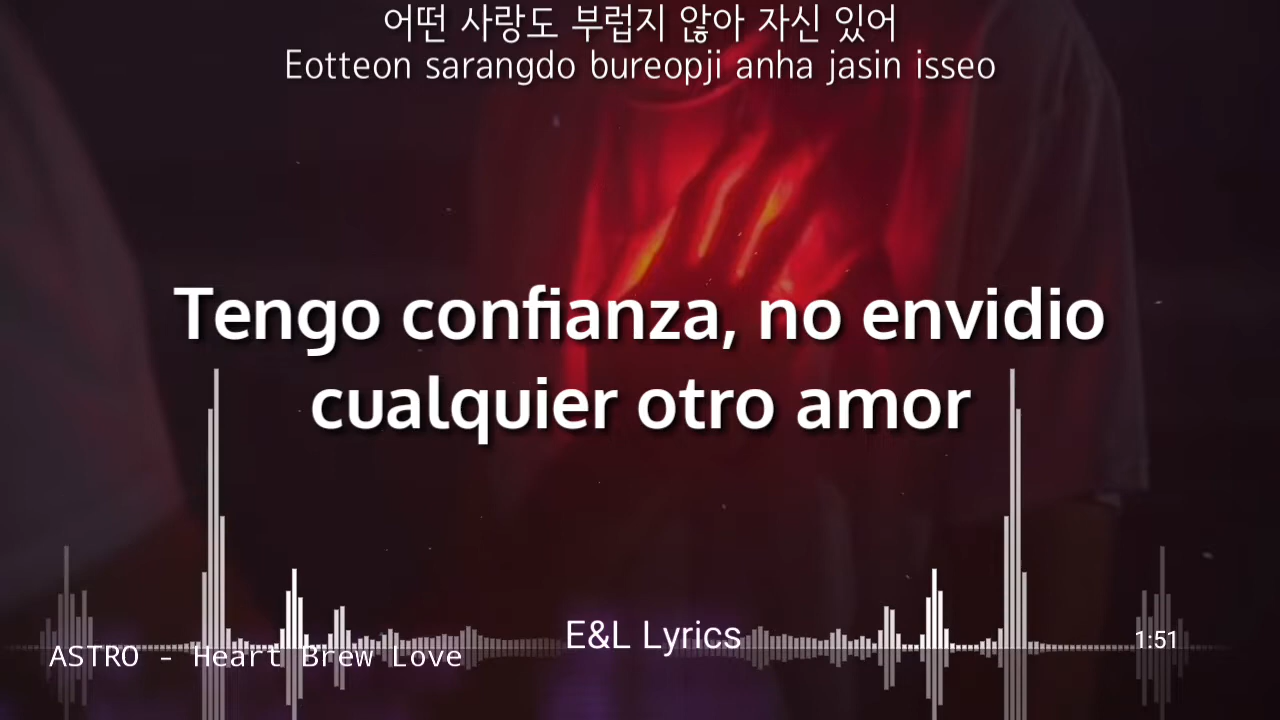 어떤 사랑도 부럽지 않아 자신 있어
Eotteon sarangdo bureopji anha jasin isseo
Tengo confianza, no envidio
cualquier otro amor
E&L Lyrics
1:51
ASTRO - Heart Brew Love